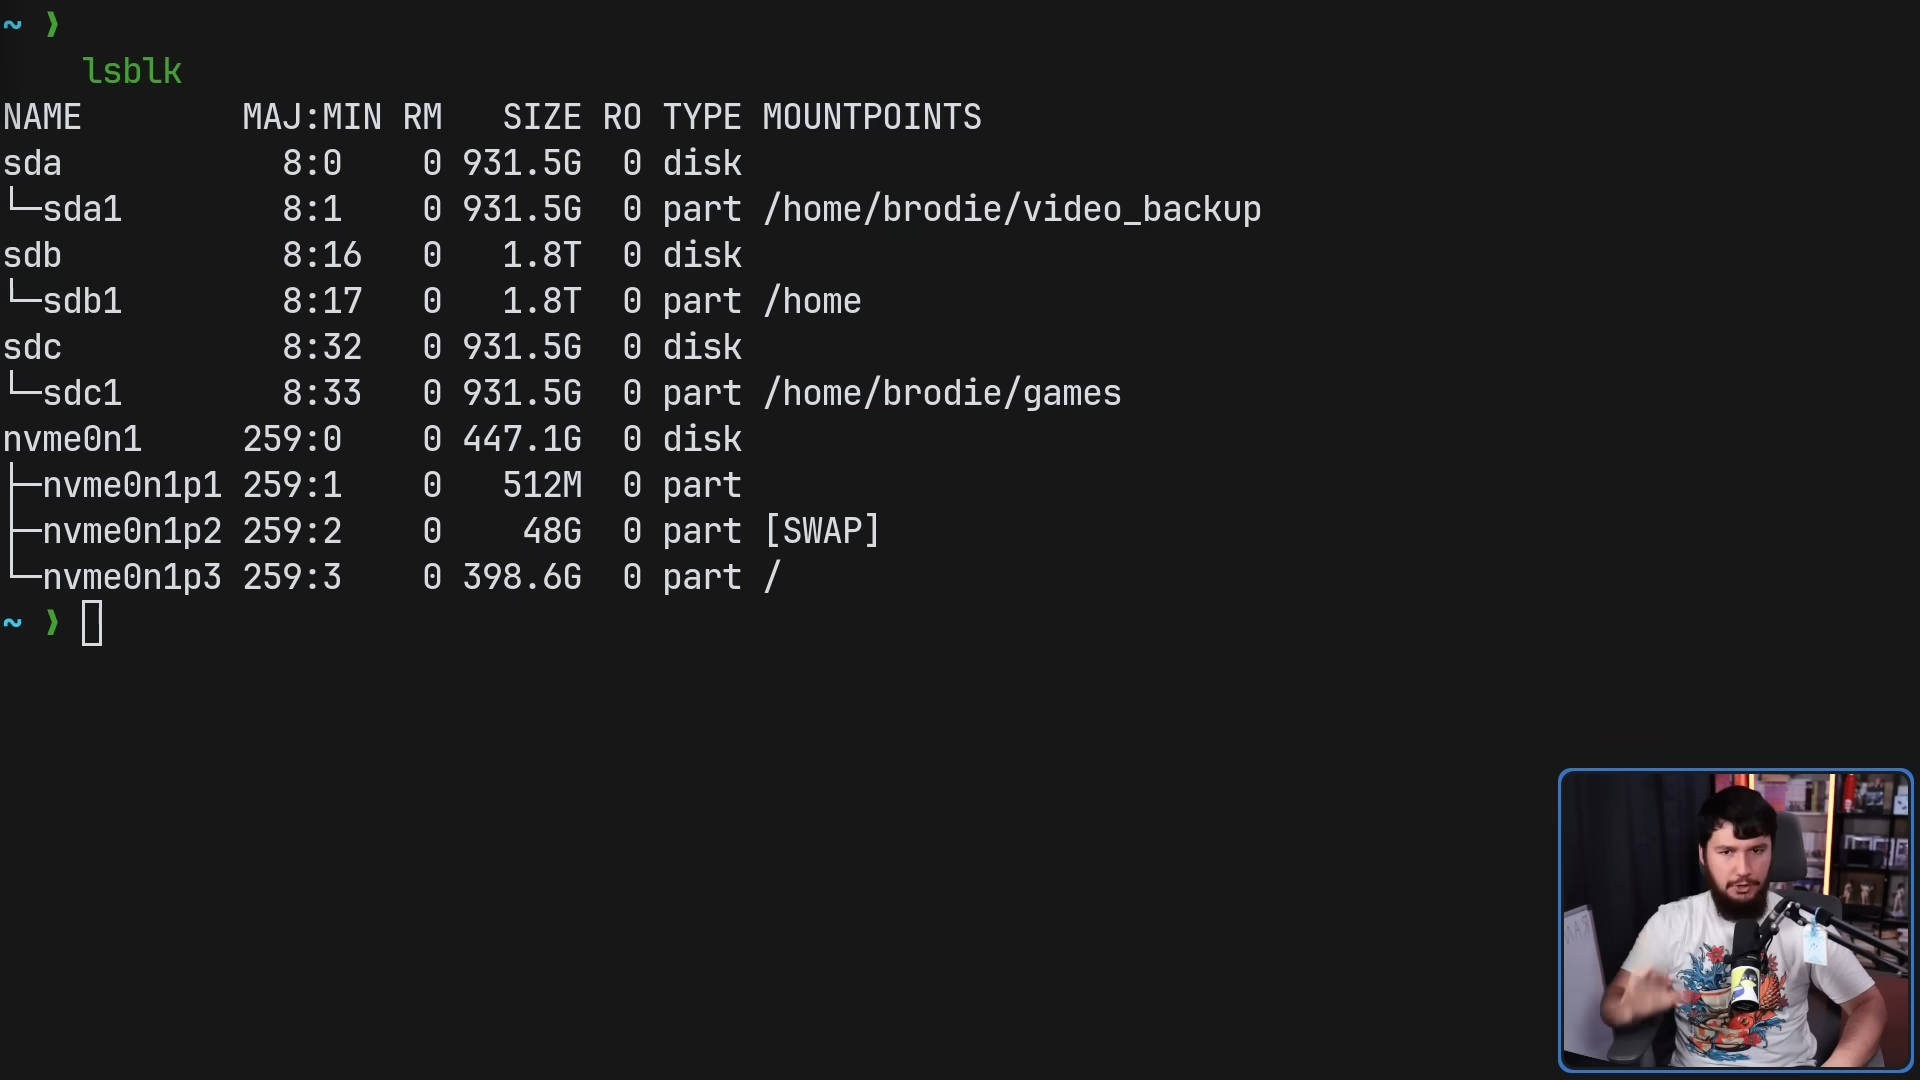 ~ ❯
lsblk
NAME        MAJ:MIN RM   SIZE RO TYPE MOUNTPOINTS
sda           8:0    0 931.5G  0 disk
└─sda1        8:1    0 931.5G  0 part /home/brodie/video_backup
sdb           8:16   0   1.8T  0 disk
└─sdb1        8:17   0   1.8T  0 part /home
sdc           8:32   0 931.5G  0 disk
└─sdc1        8:33   0 931.5G  0 part /home/brodie/games
nvme0n1     259:0    0 447.1G  0 disk
├─nvme0n1p1 259:1    0   512M  0 part
├─nvme0n1p2 259:2    0    48G  0 part [SWAP]
└─nvme0n1p3 259:3    0 398.6G  0 part /
~ ❯